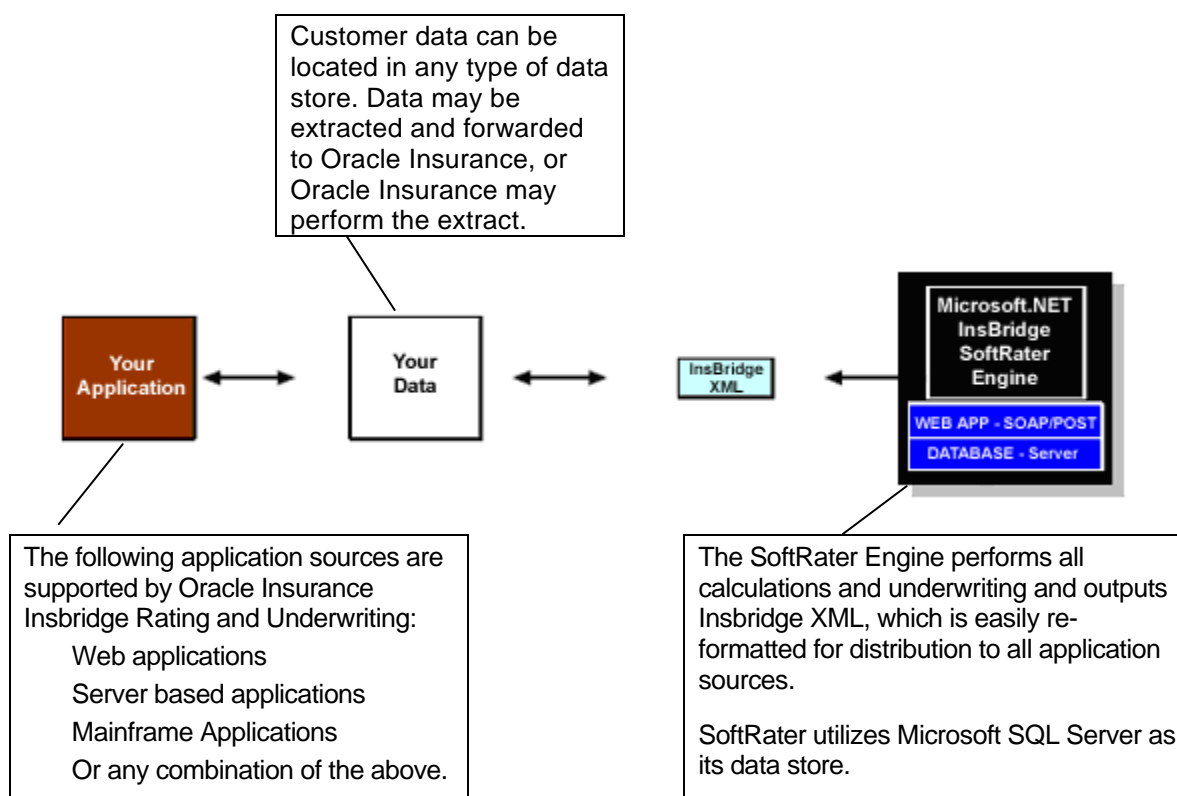 Customer data can be
located in any type of data
store. Data may be
extracted and forwarded
to Oracle Insurance, or
Oracle Insurance may
perform the extract.
Your
Application
Your
Data
InsBridge
XML
Microsoft.NET
InsBridge
SoftRater
Engine
WEB APP - SOAP/POST
DATABASE - Server
The following application sources are
supported by Oracle Insurance
Insbridge Rating and Underwriting:
Web applications
Server based applications
Mainframe Applications
Or any combination of the above.
The SoftRater Engine performs all
calculations and underwriting and outputs
Insbridge XML, which is easily re-
formatted for distribution to all application
sources.
SoftRater utilizes Microsoft SQL Server as
its data store.